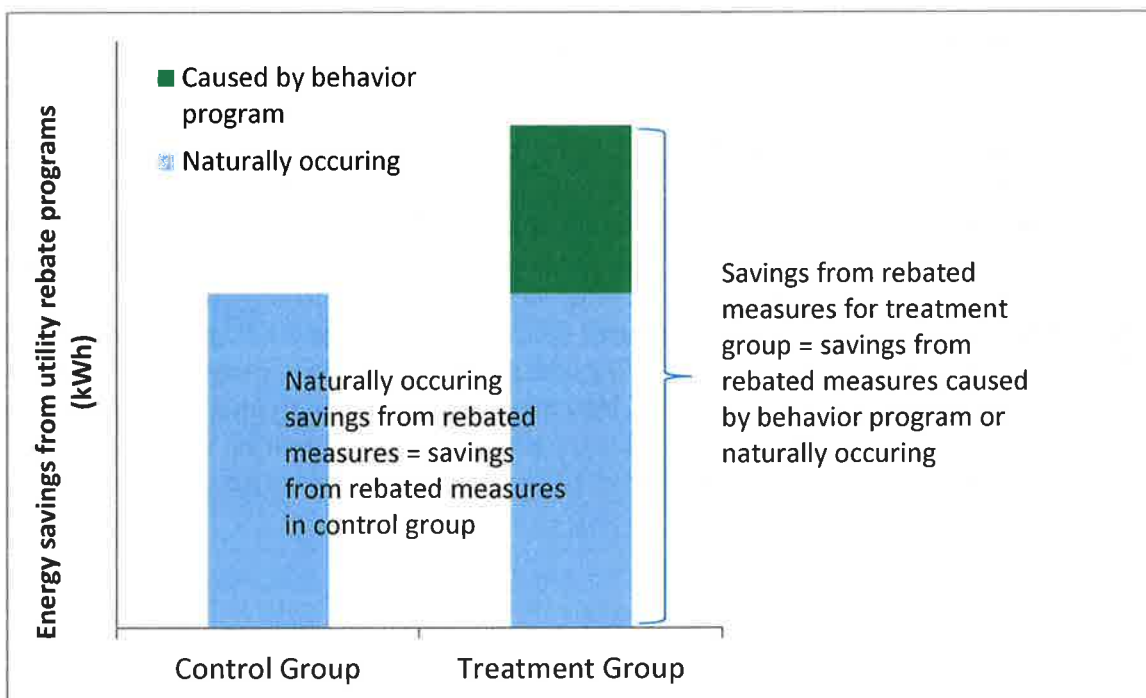 Energy savings from utility rebate programs
(kWh)
Caused by behavior
program
Naturally occuring
Naturally occuring
savings from rebated
measures = savings
from rebated measures
in control group
Savings from rebated
measures for treatment
group = savings from
rebated measures caused
by behavior program or
naturally occuring
Control Group
Treatment Group